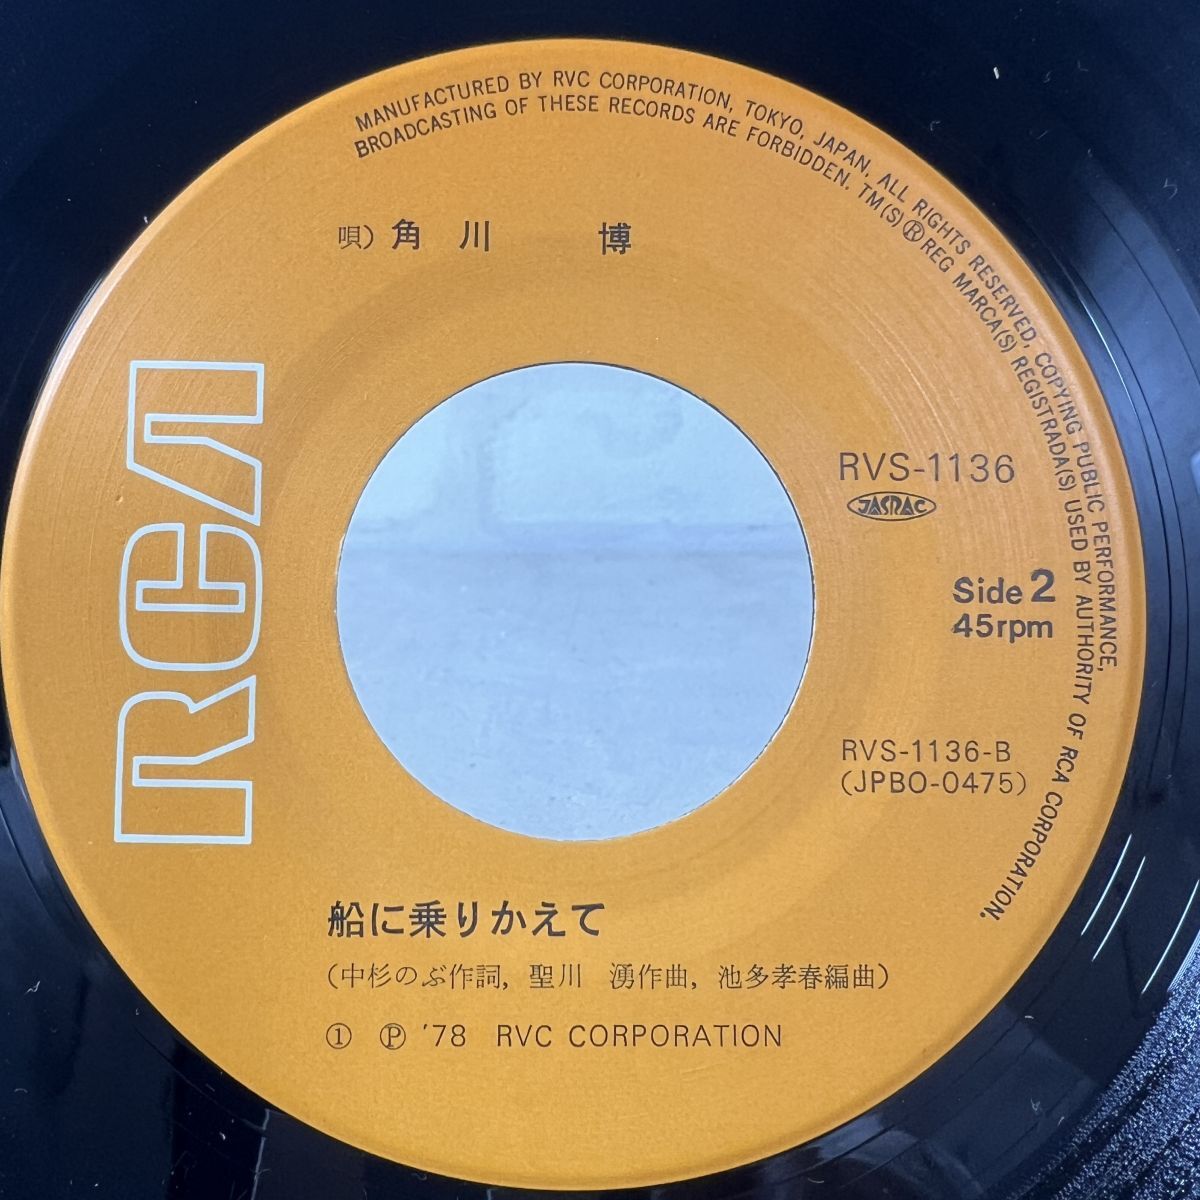 MANUFACTURED BY RVC CORPORATION, TOKYO, JAPAN, ALL RIGHTS RESERVED, COPYING PUBLIC PERFORMANCE,
BROADCASTING OF THESE RECORDS ARE FORBIDDEN. TM(S)Ⓡ REG MARCA(S) REGISTRADA(S) USED BY AUTHORITY OF RCA CORPORATION.
唄) 角川 博
RCA
RVS-1136
JASRAC
Side 2
45rpm
RVS-1136-B
(JPBO-0475)
船に乗りかえて
(中杉のぶ作詞, 聖川 湧作曲, 池多孝春編曲)
① Ⓟ '78 RVC CORPORATION